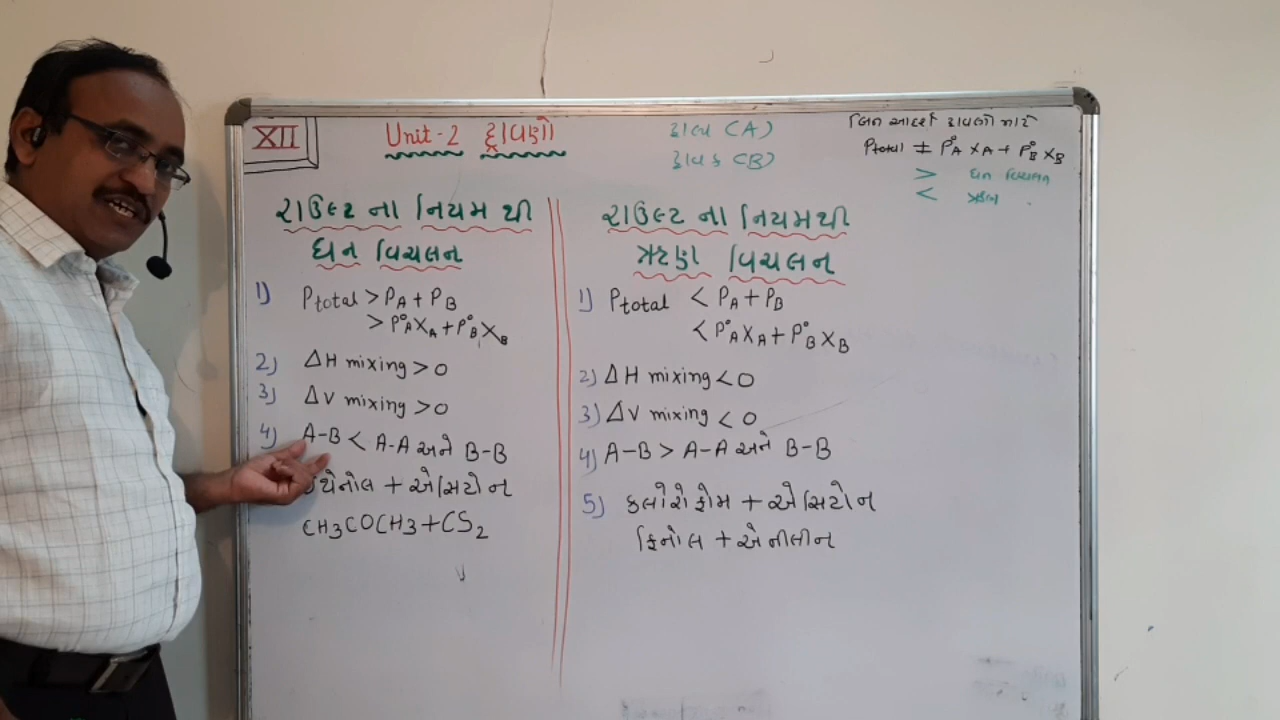 XII
Unit-2 દ્રાવણો
દ્રાવ્ય (A)
દ્રાવક (B)
બિન આદર્શ દ્રાવણો માટે
Ptotal ≠ P°A XA + P°B XB
> ધન વિચલન
< ઋણ
રાઉલ્ટ ના નિયમ થી
ધન વિચલન
1) Ptotal > PA + PB
> P°A XA + P°B XB
2) ΔH mixing > 0
3) ΔV mixing > 0
4) A-B < A-A અને B-B
ઇથેનોલ + એસિટોન
CH3COCH3 + CS2
રાઉલ્ટ ના નિયમથી
ઋણ વિચલન
1) Ptotal < PA + PB
< P°A XA + P°B XB
2) ΔH mixing < 0
3) ΔV mixing < 0
4) A-B > A-A અને B-B
5) ક્લોરોફોમ + એસિટોન
ફિનોલ + એનીલીન